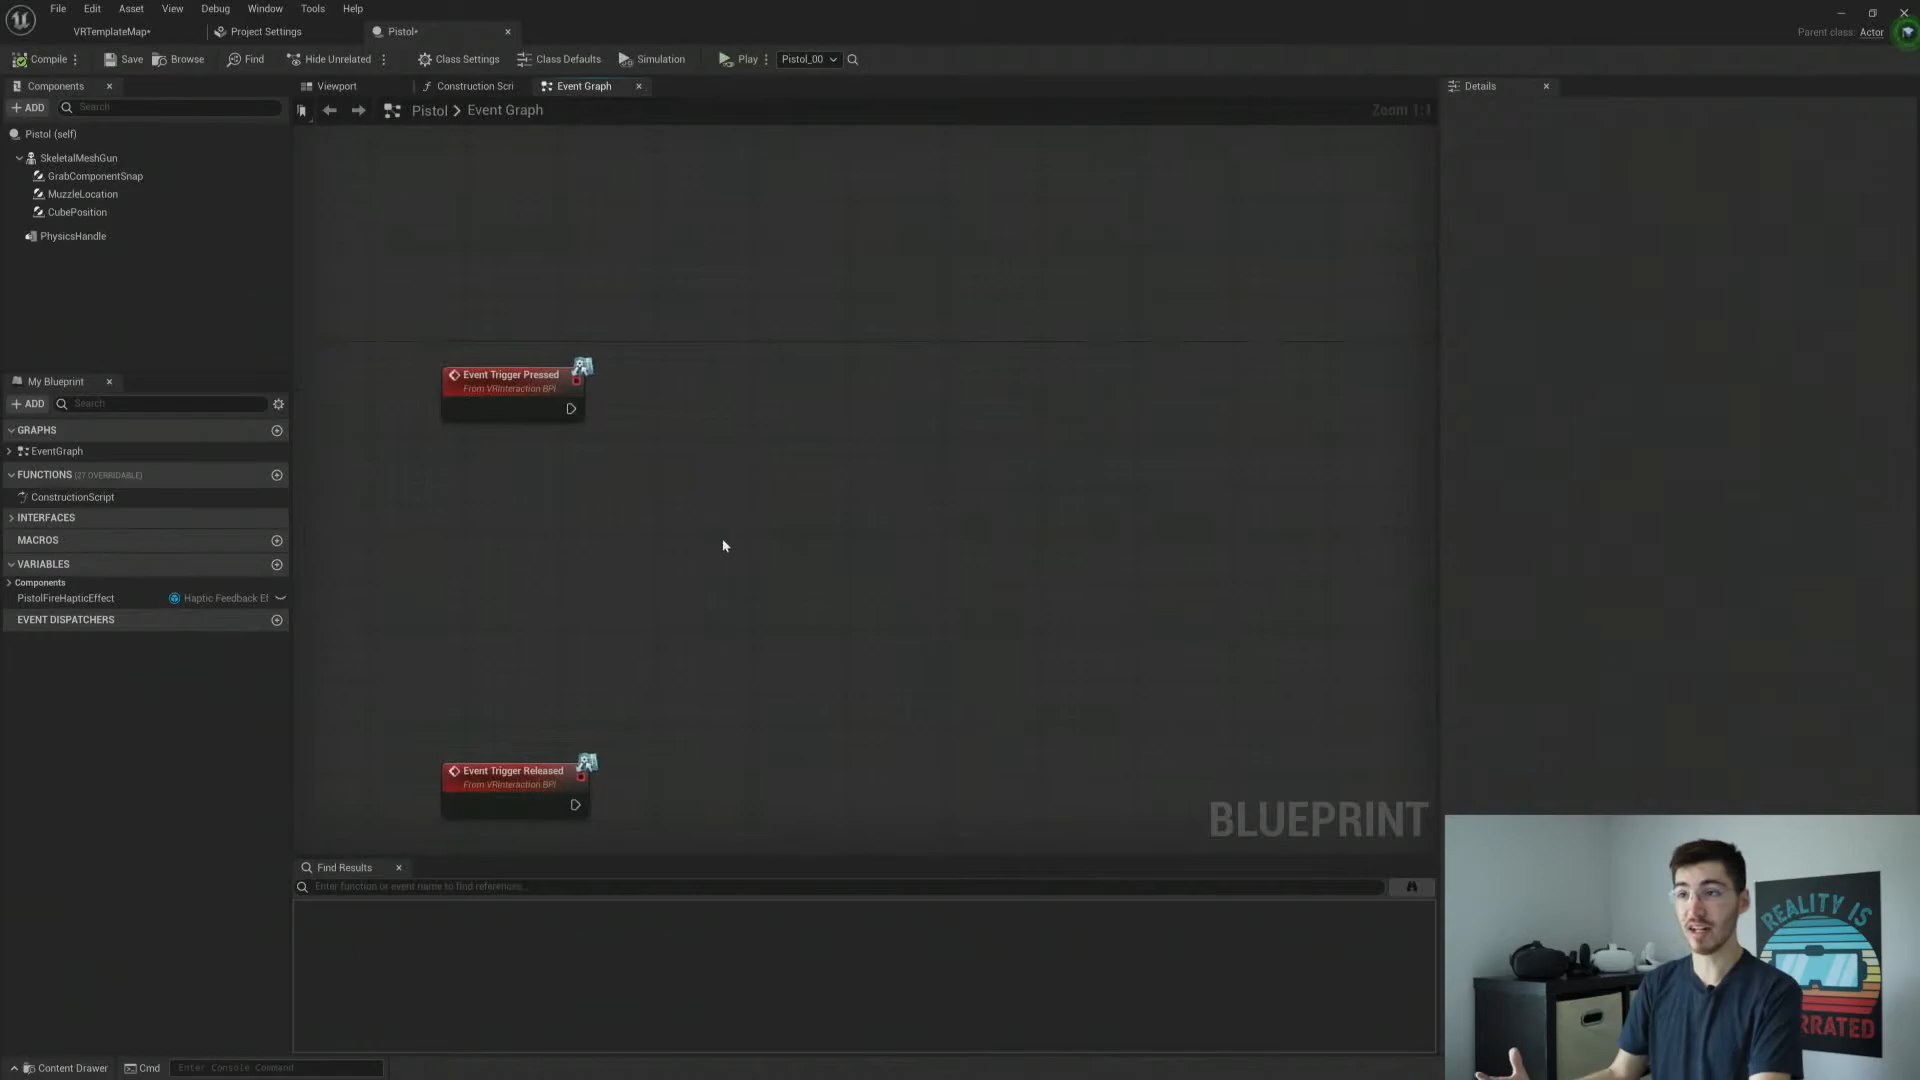 File Edit Asset View Debug Window Tools Help
VRTemplateMap* Project Settings Pistol* Parent class: Actor
Compile Save Browse Find Hide Unrelated Class Settings Class Defaults Simulation Play Pistol_00
Components Viewport Construction Scri Event Graph Details
+ ADD Search Pistol > Event Graph Zoom 1:1
Pistol (self)
SkeletalMeshGun
GrabComponentSnap
MuzzleLocation
CubePosition
PhysicsHandle
Event Trigger Pressed
From VRInteraction BPI
My Blueprint
+ ADD Search
GRAPHS
EventGraph
FUNCTIONS (27 OVERRIDABLE)
ConstructionScript
INTERFACES
MACROS
VARIABLES
Components
PistolFireHapticEffect Haptic Feedback Ef
EVENT DISPATCHERS
Event Trigger Released
From VRInteraction BPI
BLUEPRINT
Find Results
Enter function or event name to find references...
Content Drawer Cmd Enter Console Command
REALITY IS
RRATED